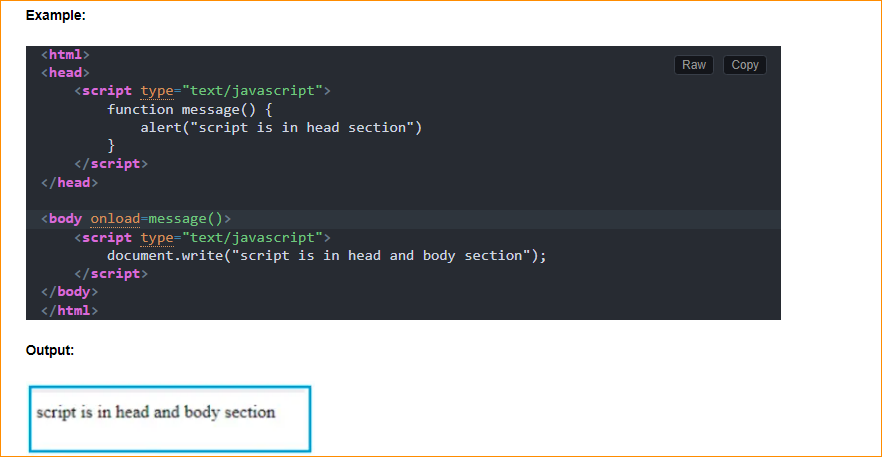 Example:
Raw Copy
<html>
<head>
    <script type="text/javascript">
        function message() {
            alert("script is in head section")
        }
    </script>
</head>

<body onload=message()>
    <script type="text/javascript">
        document.write("script is in head and body section");
    </script>
</body>
</html>
Output:
script is in head and body section